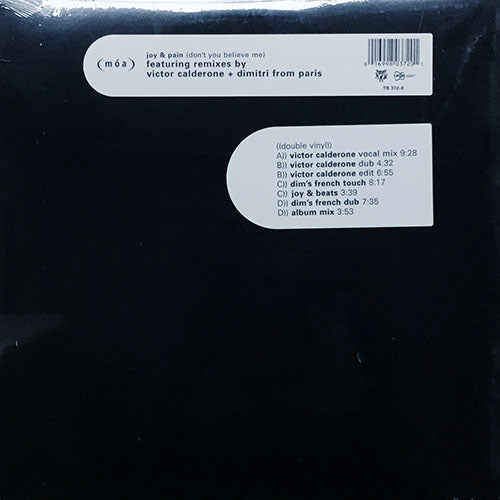 (móa)
joy & pain (don't you believe me)
featuring remixes by
victor calderone + dimitri from paris
TR 372-0
((double vinyl))
A)) victor calderone vocal mix 9:28
B)) victor calderone dub 4:32
B)) victor calderone edit 6:55
C)) dim's french touch 8:17
C)) joy & beats 3:39
D)) dim's french dub 7:35
D)) album mix 3:53